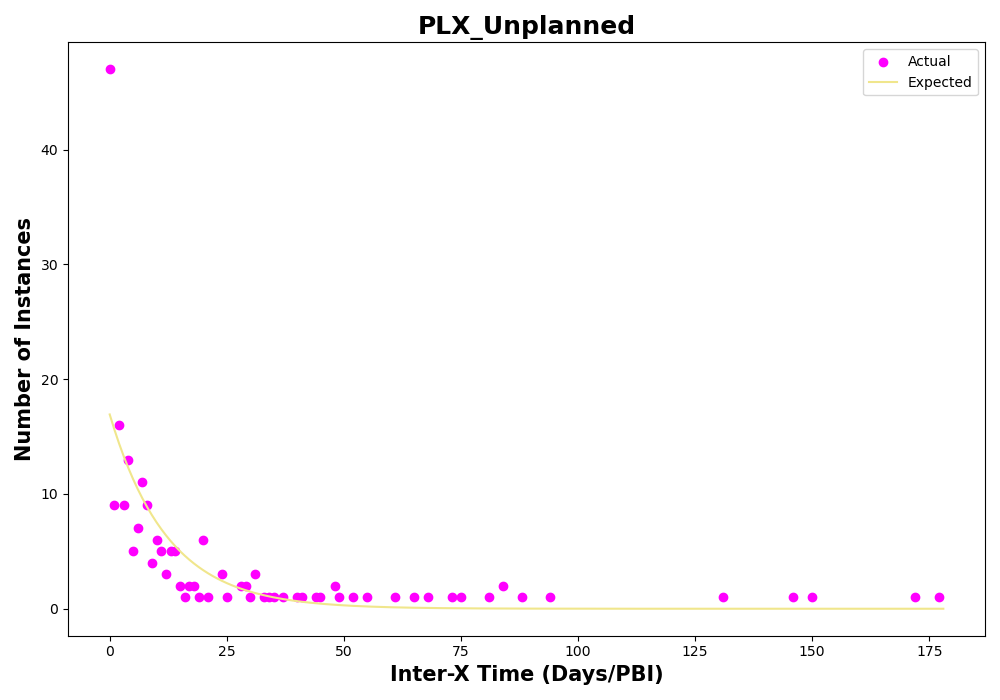 PLX_Unplanned
Actual
Expected
Number of Instances
40
30
20
10
0
0 25 50 75 100 125 150 175
Inter-X Time (Days/PBI)